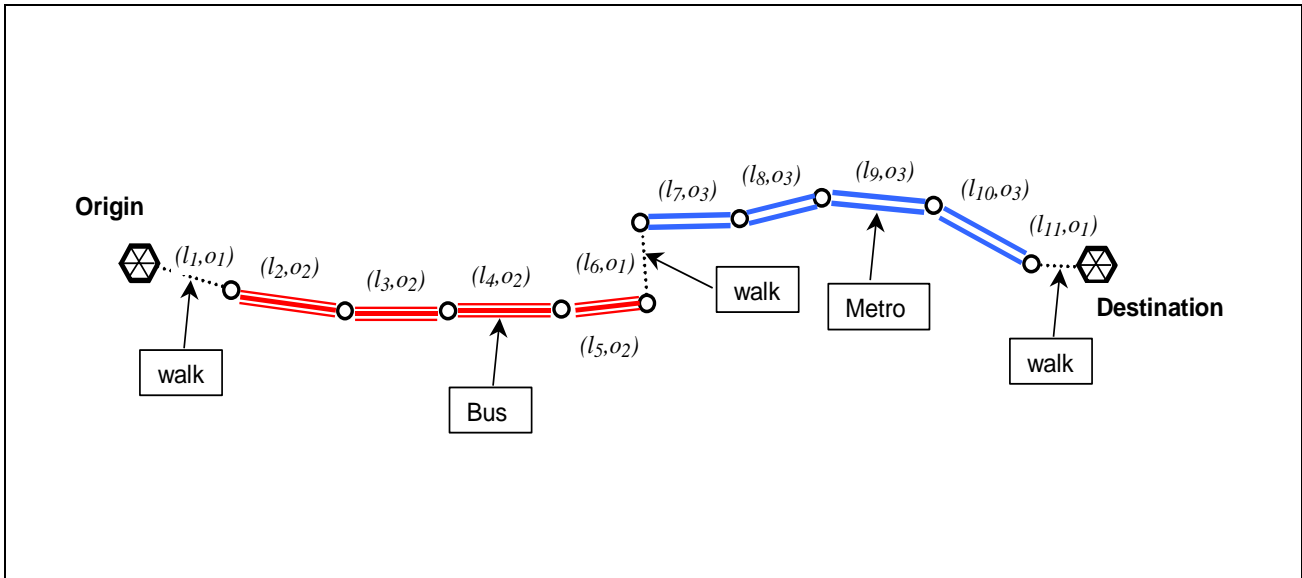 Origin
(l1,o1)
(l2,o2)
(l3,o2)
(l4,o2)
(l5,o2)
(l6,o1)
(l7,o3)
(l8,o3)
(l9,o3)
(l10,o3)
(l11,o1)
walk
Bus
walk
Metro
Destination
walk